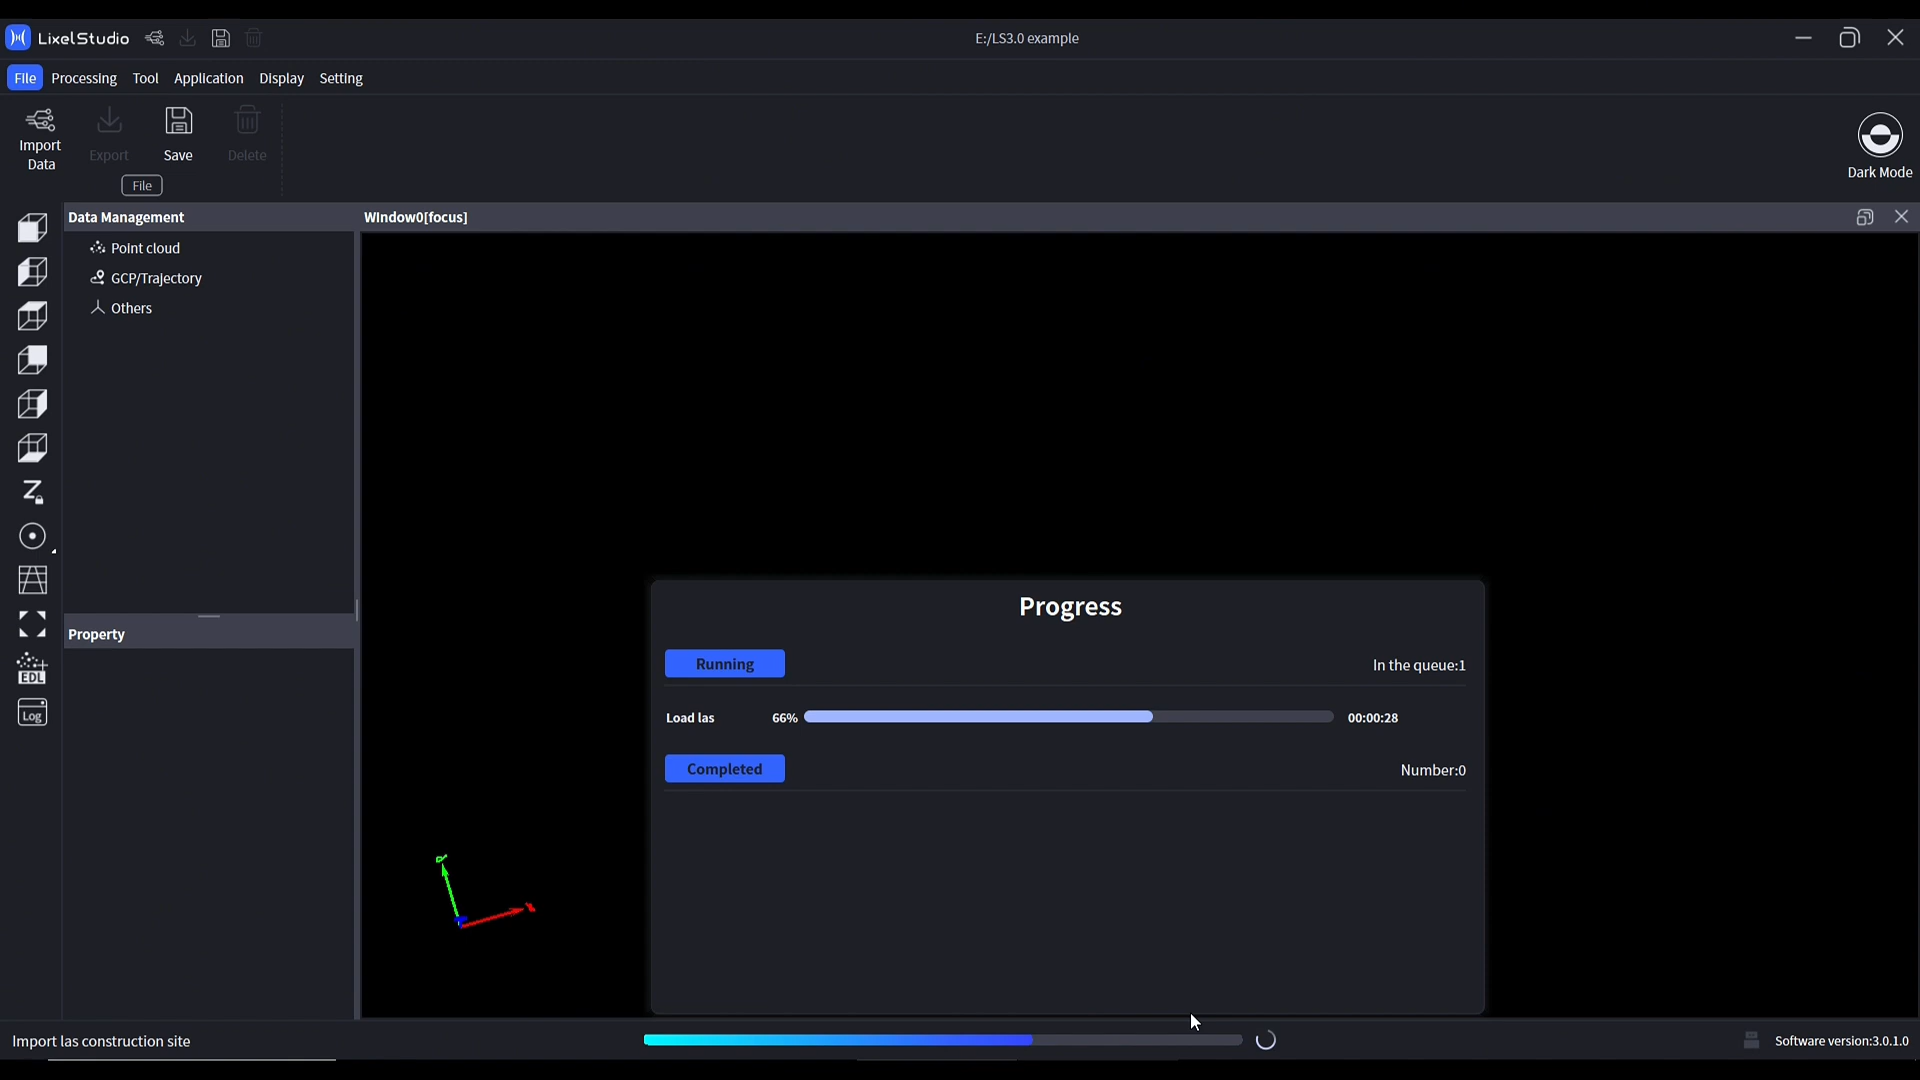 LixelStudio
E:/LS3.0 example
File Processing Tool Application Display Setting
Import Data
Export
Save
Delete
File
Dark Mode
Data Management
Window0[focus]
Point cloud
GCP/Trajectory
Others
Z
EDL
Log
Property
Progress
Running
In the queue:1
Load las 66% 00:00:28
Completed
Number:0
Import las construction site
Software version:3.0.1.0